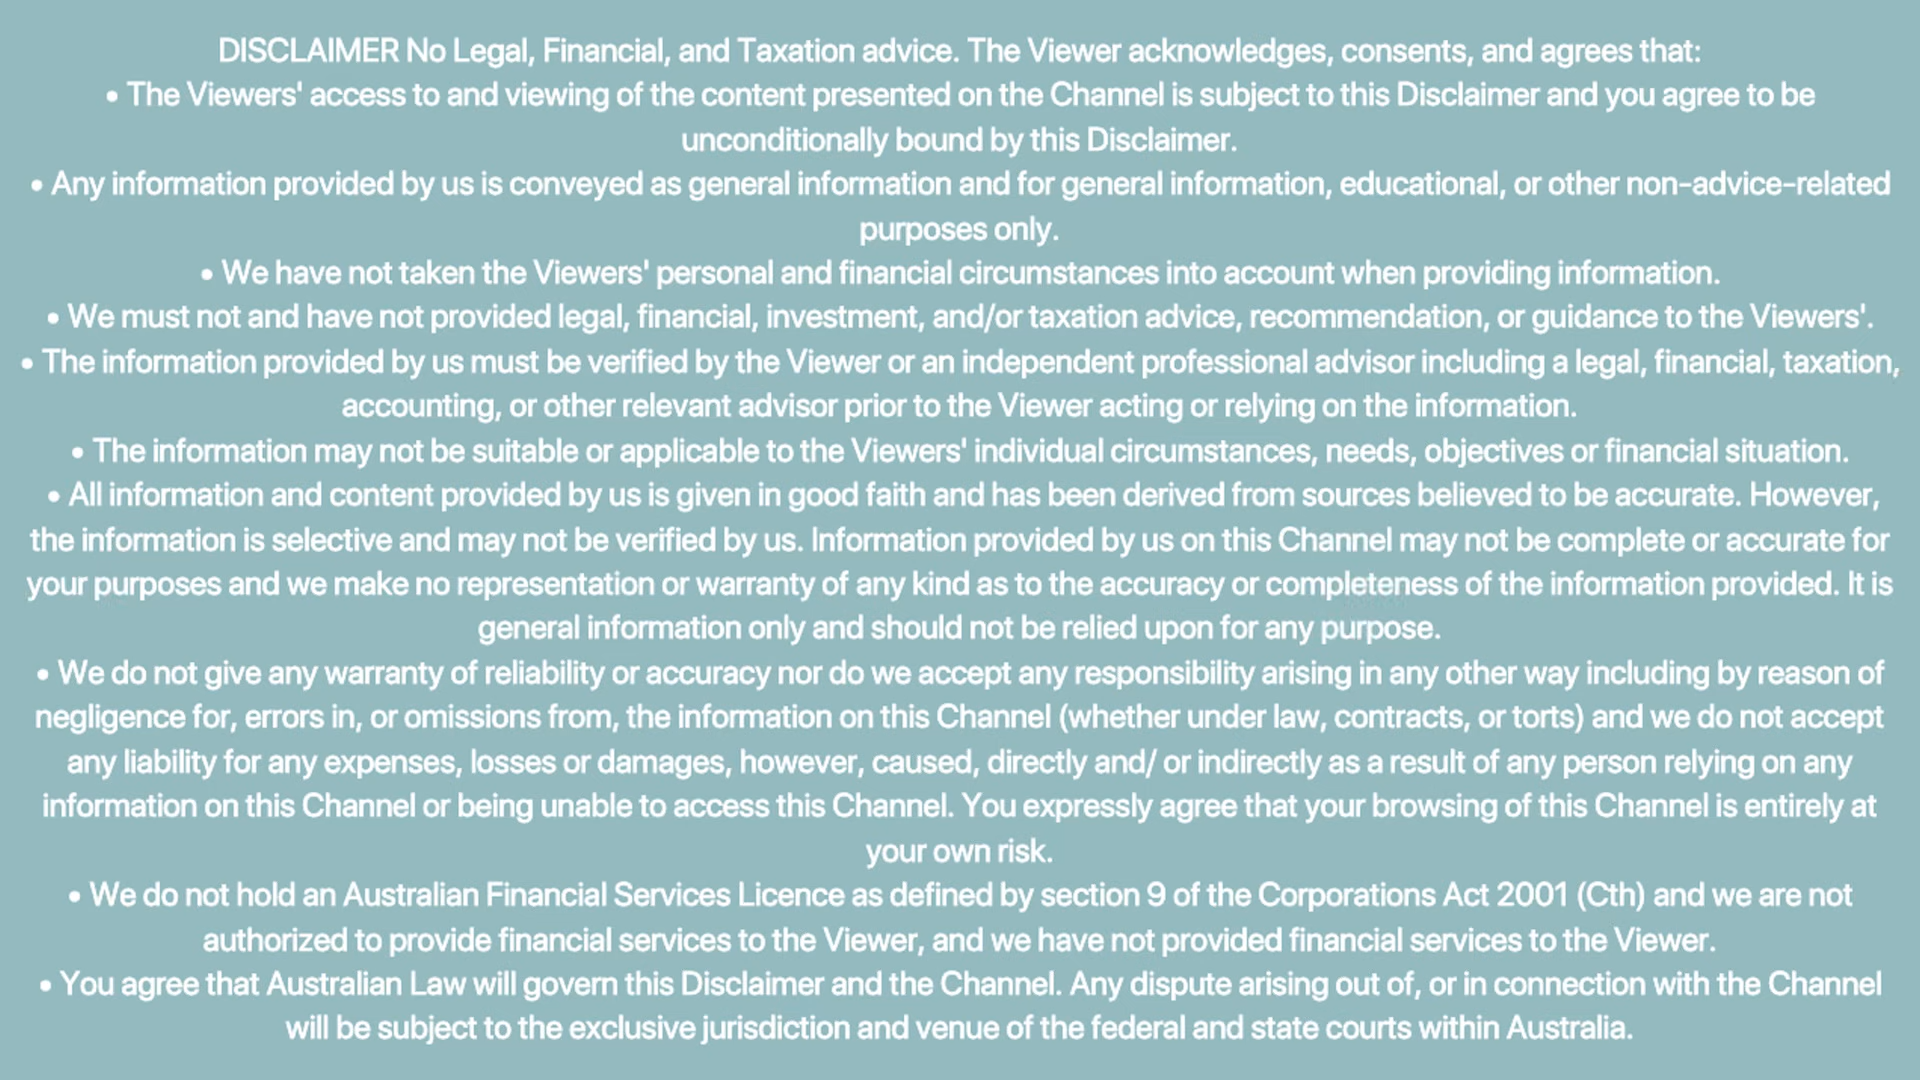 DISCLAIMER No Legal, Financial, and Taxation advice. The Viewer acknowledges, consents, and agrees that:
• The Viewers' access to and viewing of the content presented on the Channel is subject to this Disclaimer and you agree to be
unconditionally bound by this Disclaimer.
• Any information provided by us is conveyed as general information and for general information, educational, or other non-advice-related
purposes only.
• We have not taken the Viewers' personal and financial circumstances into account when providing information.
• We must not and have not provided legal, financial, investment, and/or taxation advice, recommendation, or guidance to the Viewers'.
• The information provided by us must be verified by the Viewer or an independent professional advisor including a legal, financial, taxation,
accounting, or other relevant advisor prior to the Viewer acting or relying on the information.
• The information may not be suitable or applicable to the Viewers' individual circumstances, needs, objectives or financial situation.
• All information and content provided by us is given in good faith and has been derived from sources believed to be accurate. However,
the information is selective and may not be verified by us. Information provided by us on this Channel may not be complete or accurate for
your purposes and we make no representation or warranty of any kind as to the accuracy or completeness of the information provided. It is
general information only and should not be relied upon for any purpose.
• We do not give any warranty of reliability or accuracy nor do we accept any responsibility arising in any other way including by reason of
negligence for, errors in, or omissions from, the information on this Channel (whether under law, contracts, or torts) and we do not accept
any liability for any expenses, losses or damages, however, caused, directly and/ or indirectly as a result of any person relying on any
information on this Channel or being unable to access this Channel. You expressly agree that your browsing of this Channel is entirely at
your own risk.
• We do not hold an Australian Financial Services Licence as defined by section 9 of the Corporations Act 2001 (Cth) and we are not
authorized to provide financial services to the Viewer, and we have not provided financial services to the Viewer.
• You agree that Australian Law will govern this Disclaimer and the Channel. Any dispute arising out of, or in connection with the Channel
will be subject to the exclusive jurisdiction and venue of the federal and state courts within Australia.